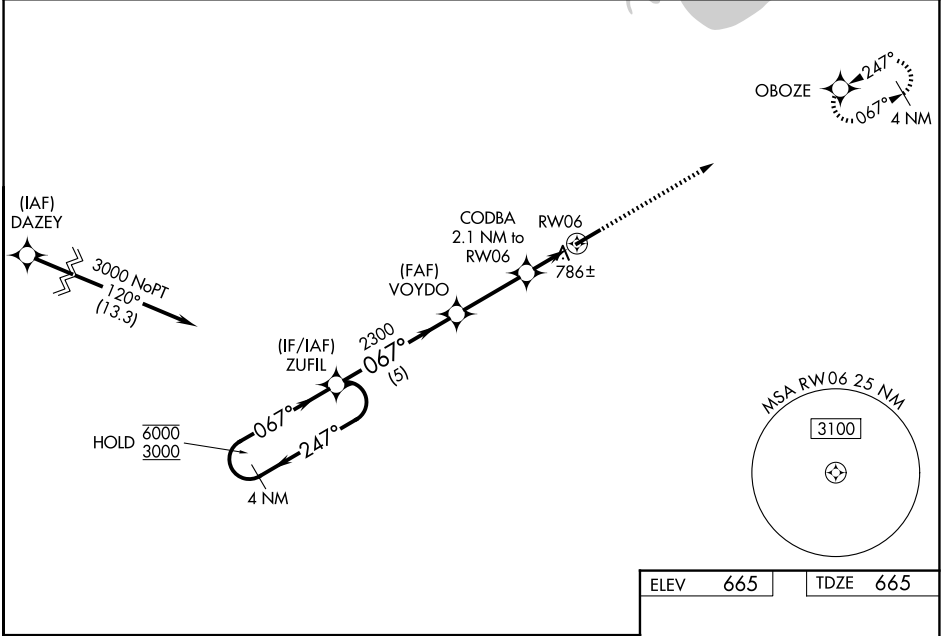 OBOZE
247°
067°
4 NM
(IAF)
DAZEY
3000 NoPT
120°
(13.3)
CODBA
2.1 NM to
RW06
RW06
786±
(FAF)
VOYDO
(IF/IAF)
ZUFIL
2300
067°
(5)
067°
247°
HOLD
6000
3000
4 NM
MSA RW06 25 NM
3100
ELEV 665
TDZE 665